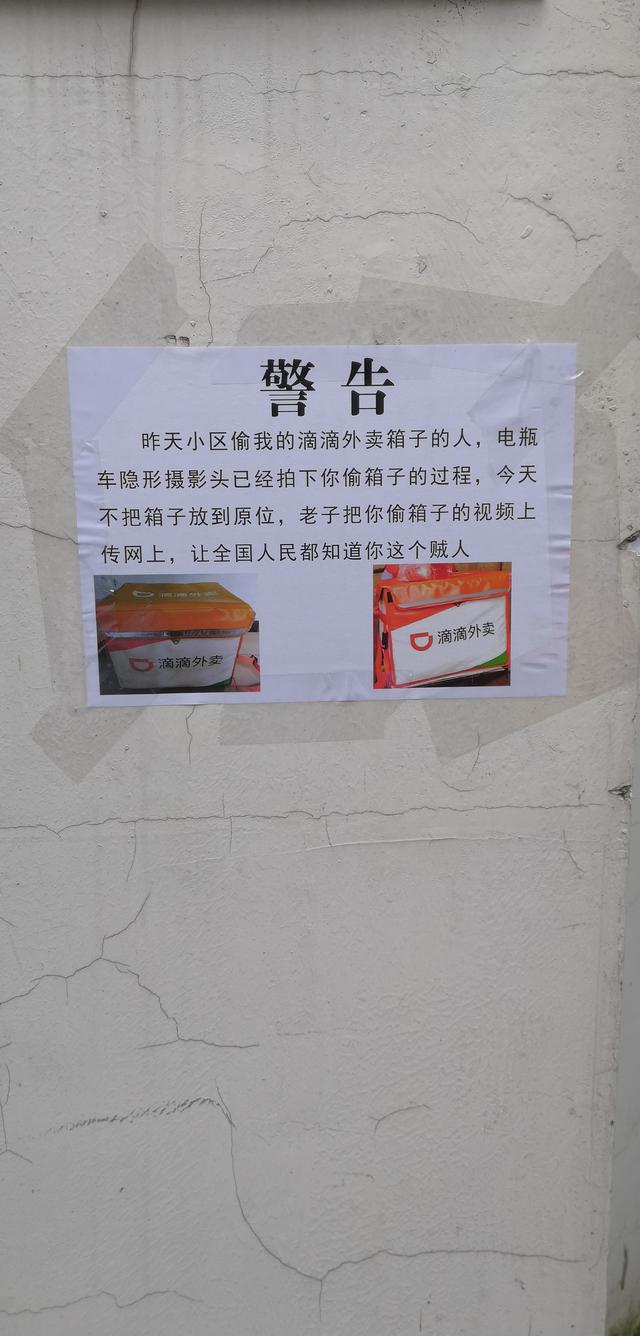 警告
昨天小区偷我的滴滴外卖箱子的人，电瓶
车隐形摄影头已经拍下你偷箱子的过程，今天
不把箱子放到原位，老子把你偷箱子的视频上
传网上，让全国人民都知道你这个贼人
滴滴外卖
滴滴外卖
滴滴外卖